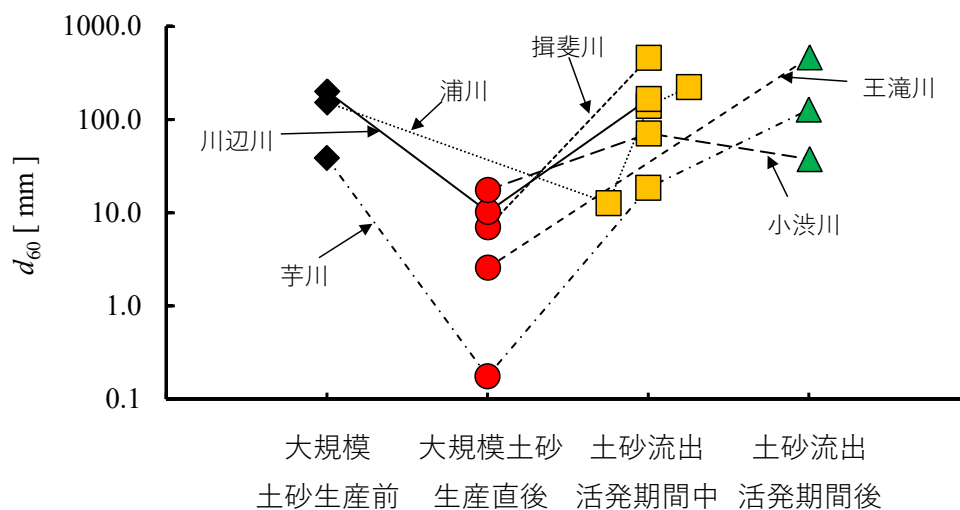 1000.0
100.0
10.0
1.0
0.1
d60 [ mm ]
揖斐川
浦川
王滝川
川辺川
小渋川
芋川
大規模
土砂生産前
大規模土砂
生産直後
土砂流出
活発期間中
土砂流出
活発期間後